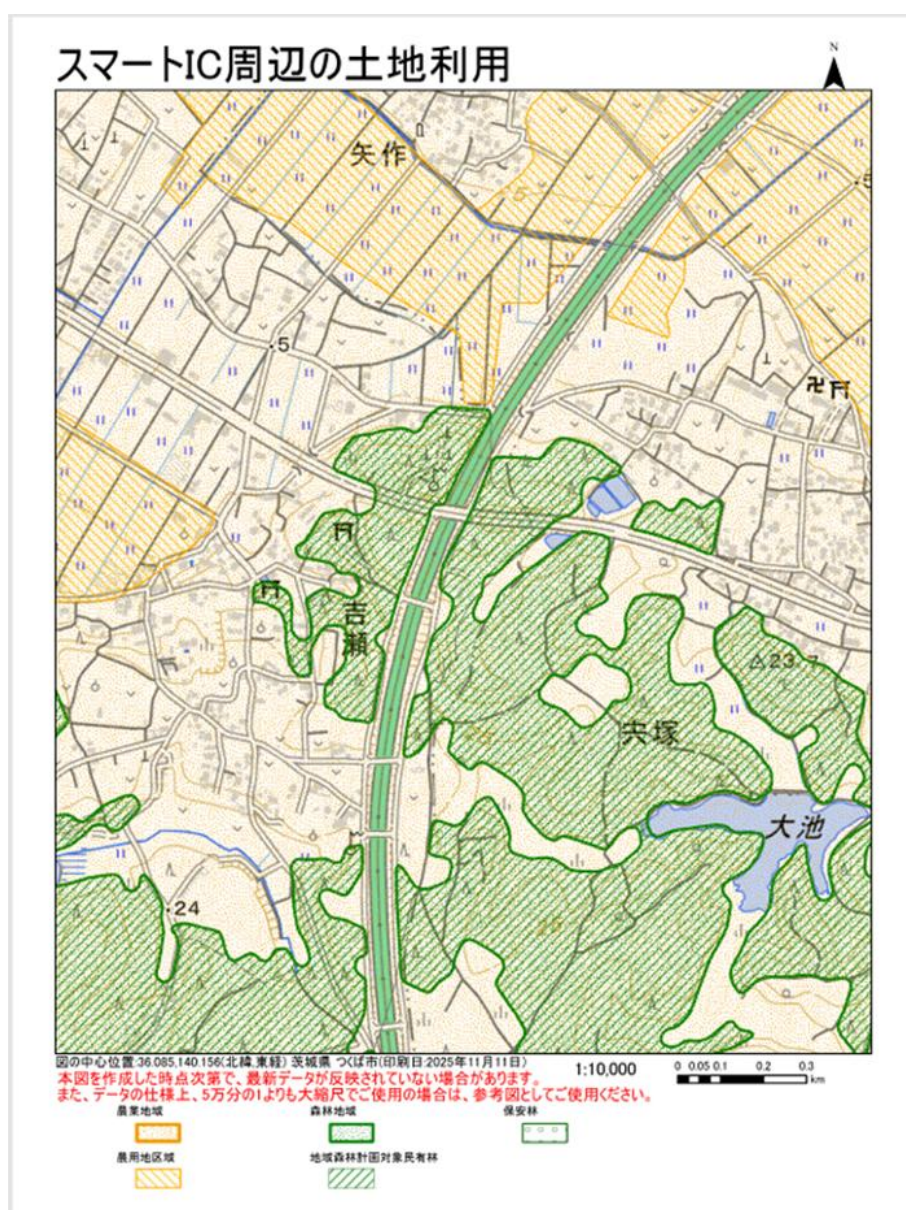 スマートIC周辺の土地利用
N
矢作
5
5
5
卍
吉瀬
23.7
宍塚
大池
24
25
図の中心位置:36.085,140.156(北緯,東経) 茨城県 つくば市(印刷日:2025年11月11日)
1:10,000
0 0.05 0.1 0.2 0.3
km
本図を作成した時点次第で、最新データが反映されていない場合があります。
また、データの仕様上、5万分の1よりも大縮尺でご使用の場合は、参考図としてご使用ください。
農業地域
森林地域
保安林
農用地区域
地域森林計画対象民有林